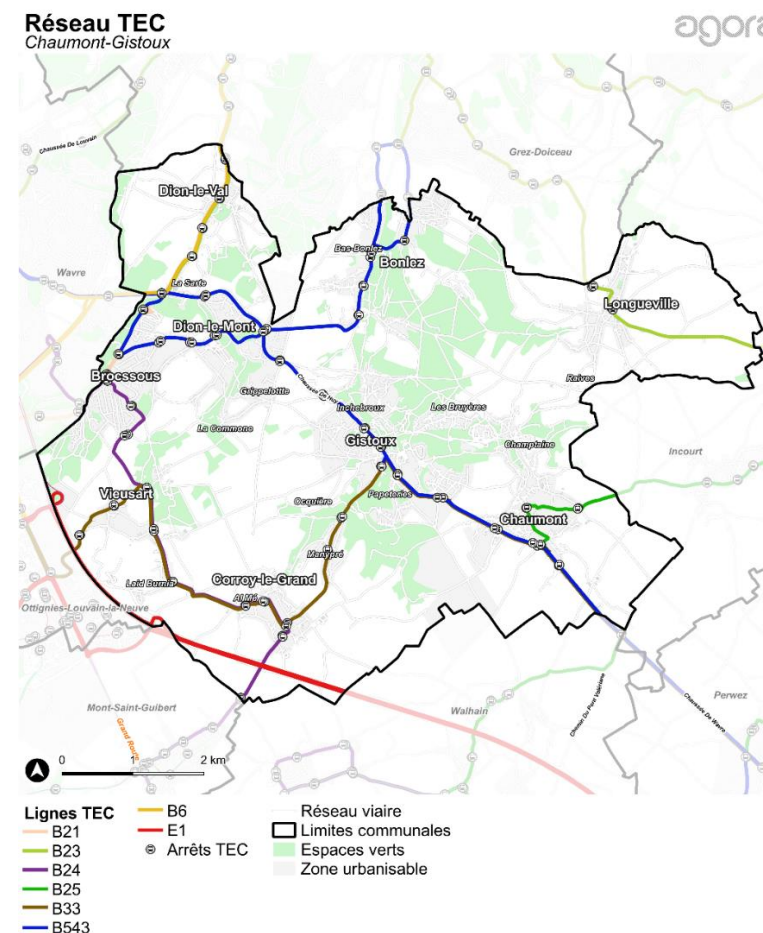 Réseau TEC
Chaumont-Gistoux
agora
Chaussée De Louvain
Grez-Doiceau
Dion-le-Val
Bas-Bonlez
Bonlez
Wavre
La Sarte
Longueville
Dion-le-Mont
Brocssous
Raives
Grippelotte
Inchebroux
Les Bruyères
La Commone
Gistoux
Champtaine
Incourt
Vieusart
Ocquière
Papeteries
Chaumont
Manypré
Laid Burnia
Corroy-le-Grand
Al Mé
Ottignies-Louvain-la-Neuve
Mont-Saint-Guibert
Grand Route
Walhain
Chaussée De Wavre
Perwez
0 1 2 km
Lignes TEC
B21
B23
B24
B25
B33
B543
B6
E1
Arrêts TEC
Réseau viaire
Limites communales
Espaces verts
Zone urbanisable